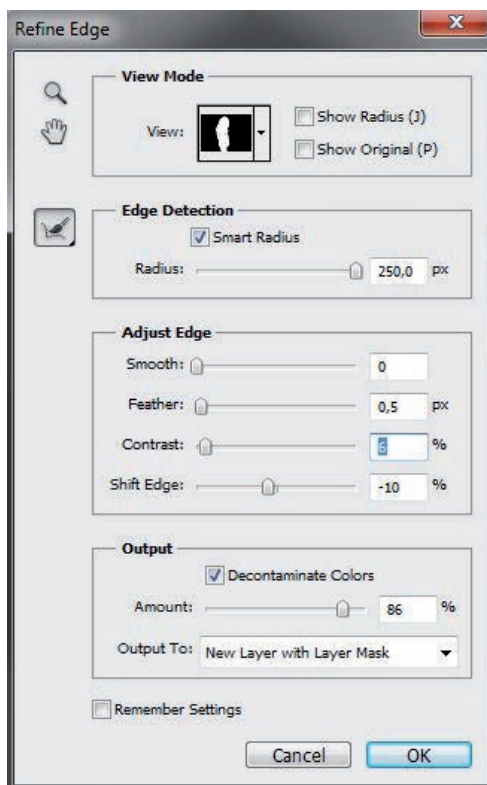 Refine Edge
View Mode
View:
Show Radius (J)
Show Original (P)
Edge Detection
Smart Radius
Radius: 250,0 px
Adjust Edge
Smooth: 0
Feather: 0,5 px
Contrast: 6 %
Shift Edge: -10 %
Output
Decontaminate Colors
Amount: 86 %
Output To: New Layer with Layer Mask
Remember Settings
Cancel OK